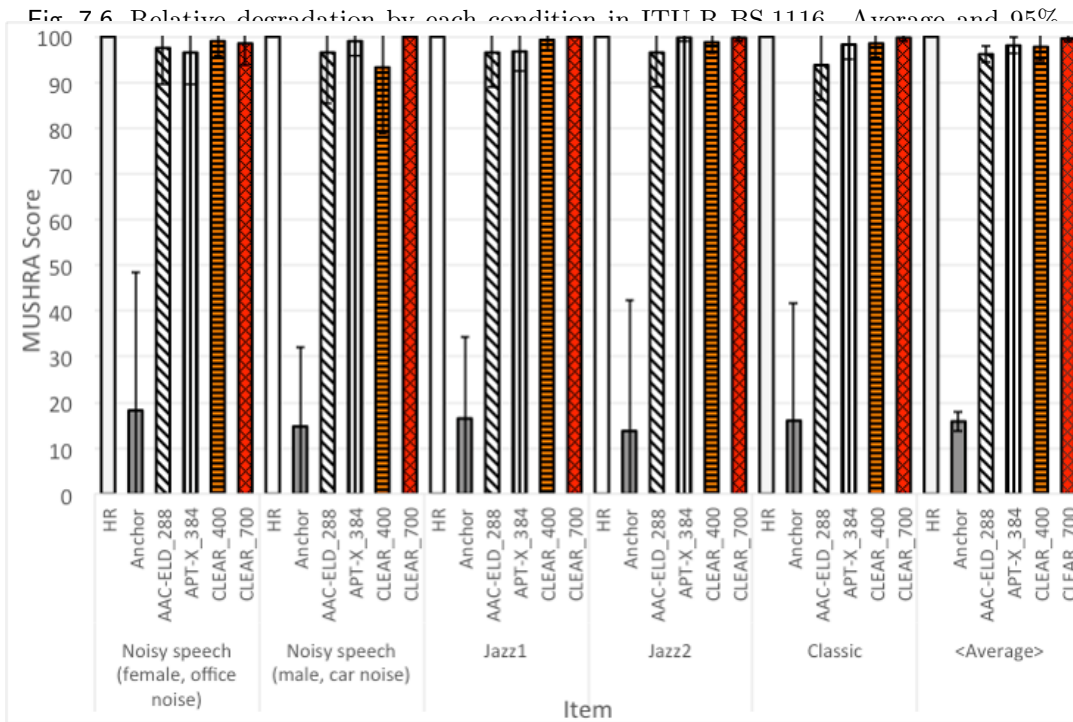 Fig. 7.6 Relative degradation by each condition in ITU-R BS.1116. Average and 95%
100
90
80
70
60
50
40
30
20
10
0
MUSHRA Score
HR
Anchor
AAC-ELD_288
APT-X_384
CLEAR_400
CLEAR_700
HR
Anchor
AAC-ELD_288
APT-X_384
CLEAR_400
CLEAR_700
HR
Anchor
AAC-ELD_288
APT-X_384
CLEAR_400
CLEAR_700
HR
Anchor
AAC-ELD_288
APT-X_384
CLEAR_400
CLEAR_700
HR
Anchor
AAC-ELD_288
APT-X_384
CLEAR_400
CLEAR_700
HR
Anchor
AAC-ELD_288
APT-X_384
CLEAR_400
CLEAR_700
Noisy speech
(female, office
noise)
Noisy speech
(male, car noise)
Jazz1
Jazz2
Classic
<Average>
Item